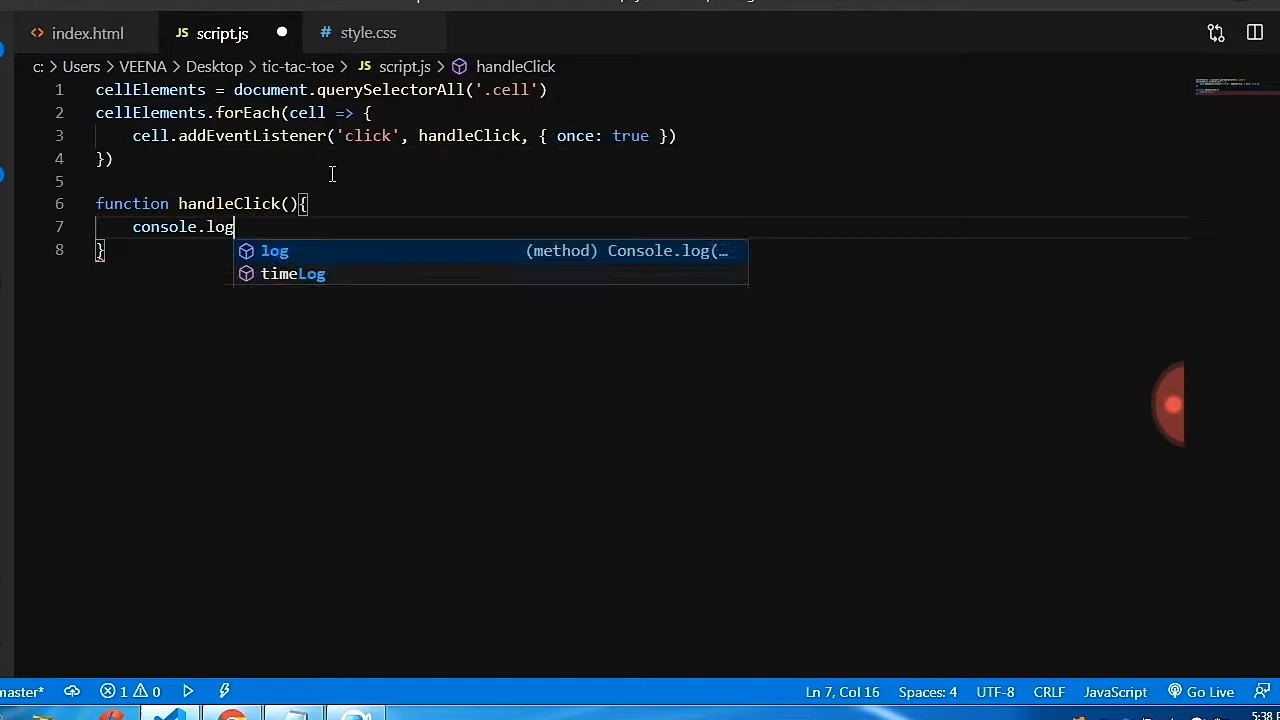 index.html
JS script.js
# style.css
c: > Users > VEENA > Desktop > tic-tac-toe > JS script.js > handleClick
1 cellElements = document.querySelectorAll('.cell')
2 cellElements.forEach(cell => {
3 cell.addEventListener('click', handleClick, { once: true })
4 })
5
6 function handleClick(){
7 console.log
8 }
log (method) Console.log(…
timeLog
master* 1 0 Ln 7, Col 16 Spaces: 4 UTF-8 CRLF JavaScript Go Live